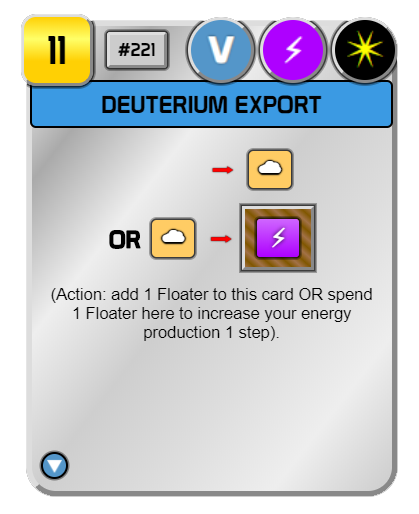 11 #221 V
DEUTERIUM EXPORT
OR
(Action: add 1 Floater to this card OR spend
1 Floater here to increase your energy
production 1 step).